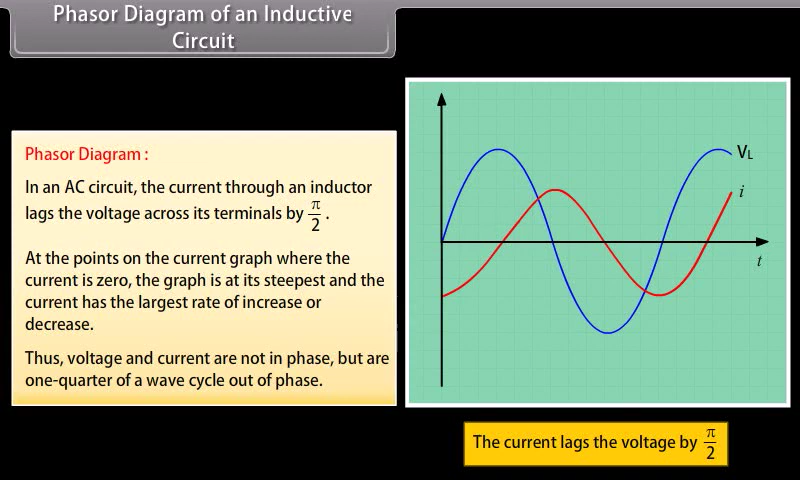 Phasor Diagram of an Inductive
Circuit
Phasor Diagram :
In an AC circuit, the current through an inductor
lags the voltage across its terminals by π/2 .
At the points on the current graph where the
current is zero, the graph is at its steepest and the
current has the largest rate of increase or
decrease.
Thus, voltage and current are not in phase, but are
one-quarter of a wave cycle out of phase.
VL
i
t
The current lags the voltage by π/2